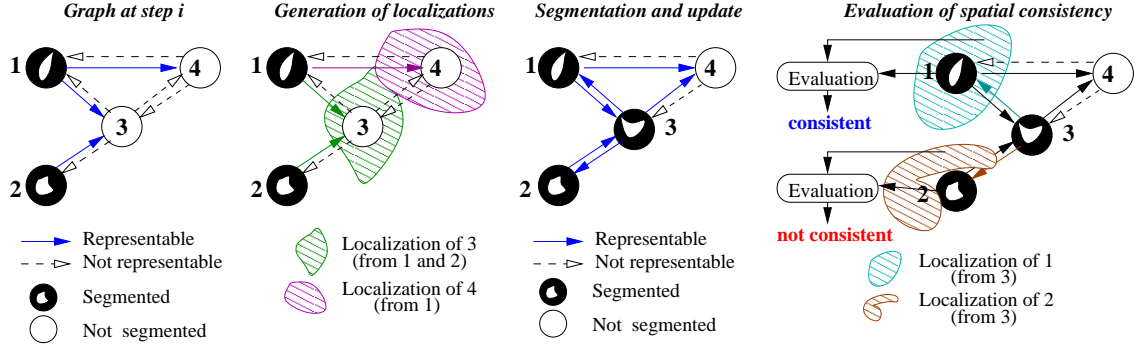 Graph at step i
1
4
3
2
Representable
Not representable
Segmented
Not segmented
Generation of localizations
1
4
3
2
Localization of 3
(from 1 and 2)
Localization of 4
(from 1)
Segmentation and update
1
4
3
2
Representable
Not representable
Segmented
Not segmented
Evaluation of spatial consistency
1
4
Evaluation
consistent
3
Evaluation
2
not consistent
Localization of 1
(from 3)
Localization of 2
(from 3)